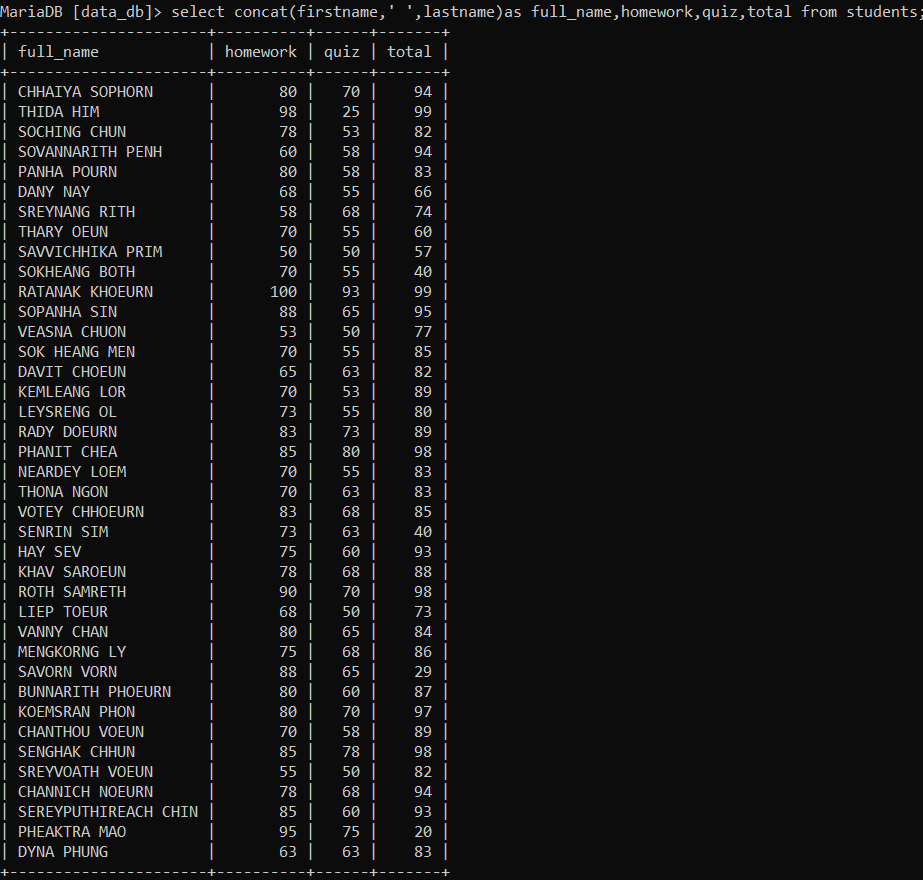 MariaDB [data_db]> select concat(firstname,' ',lastname)as full_name,homework,quiz,total from students;
+----------------------+----------+------+-------+
| full_name            | homework | quiz | total |
+----------------------+----------+------+-------+
| CHHAIYA SOPHORN      |       80 |   70 |    94 |
| THIDA HIM            |       98 |   25 |    99 |
| SOCHING CHUN         |       78 |   53 |    82 |
| SOVANNARITH PENH     |       60 |   58 |    94 |
| PANHA POURN          |       80 |   58 |    83 |
| DANY NAY             |       68 |   55 |    66 |
| SREYNANG RITH        |       58 |   68 |    74 |
| THARY OEUN           |       70 |   55 |    60 |
| SAVVICHHIKA PRIM     |       50 |   50 |    57 |
| SOKHEANG BOTH        |       70 |   55 |    40 |
| RATANAK KHOEURN      |      100 |   93 |    99 |
| SOPANHA SIN          |       88 |   65 |    95 |
| VEASNA CHUON         |       53 |   50 |    77 |
| SOK HEANG MEN        |       70 |   55 |    85 |
| DAVIT CHOEUN         |       65 |   63 |    82 |
| KEMLEANG LOR         |       70 |   53 |    89 |
| LEYSRENG OL          |       73 |   55 |    80 |
| RADY DOEURN          |       83 |   73 |    89 |
| PHANIT CHEA          |       85 |   80 |    98 |
| NEARDEY LOEM         |       70 |   55 |    83 |
| THONA NGON           |       70 |   63 |    83 |
| VOTEY CHHOEURN       |       83 |   68 |    85 |
| SENRIN SIM           |       73 |   63 |    40 |
| HAY SEV              |       75 |   60 |    93 |
| KHAV SAROEUN         |       78 |   68 |    88 |
| ROTH SAMRETH         |       90 |   70 |    98 |
| LIEP TOEUR           |       68 |   50 |    73 |
| VANNY CHAN           |       80 |   65 |    84 |
| MENGKORNG LY         |       75 |   68 |    86 |
| SAVORN VORN          |       88 |   65 |    29 |
| BUNNARITH PHOEURN    |       80 |   60 |    87 |
| KOEMSRAN PHON        |       80 |   70 |    97 |
| CHANTHOU VOEUN       |       70 |   58 |    89 |
| SENGHAK CHHUN        |       85 |   78 |    98 |
| SREYVOATH VOEUN      |       55 |   50 |    82 |
| CHANNICH NOEURN      |       78 |   68 |    94 |
| SEREYPUTHIREACH CHIN |       85 |   60 |    93 |
| PHEAKTRA MAO         |       95 |   75 |    20 |
| DYNA PHUNG           |       63 |   63 |    83 |
+----------------------+----------+------+-------+